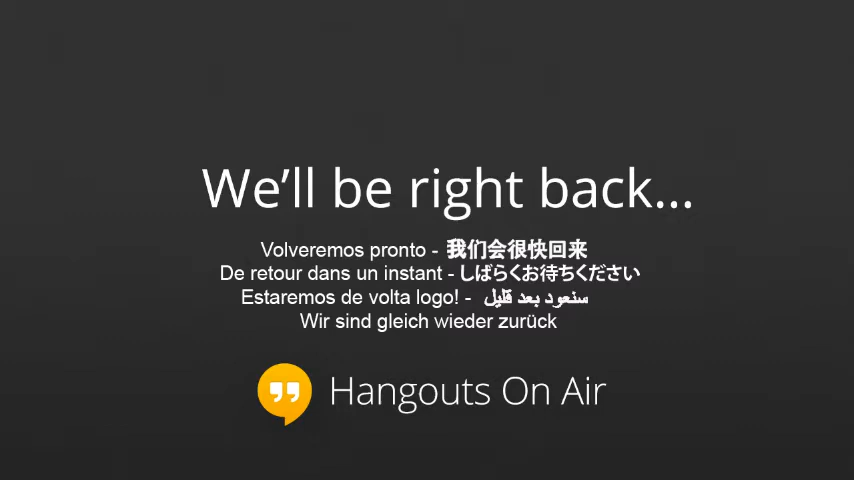 We'll be right back...
Volveremos pronto - 我们会很快回来
De retour dans un instant - しばらくお待ちください
Estaremos de volta logo! - سنعود بعد قليل
Wir sind gleich wieder zurück
Hangouts On Air